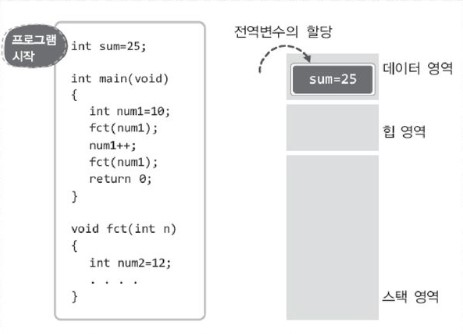 프로그램
시작
int sum=25;
int main(void)
{
int num1=10;
fct(num1);
num1++;
fct(num1);
return 0;
}
void fct(int n)
{
int num2=12;
. . . .
}
전역변수의 할당
sum=25
데이터 영역
힙 영역
스택 영역